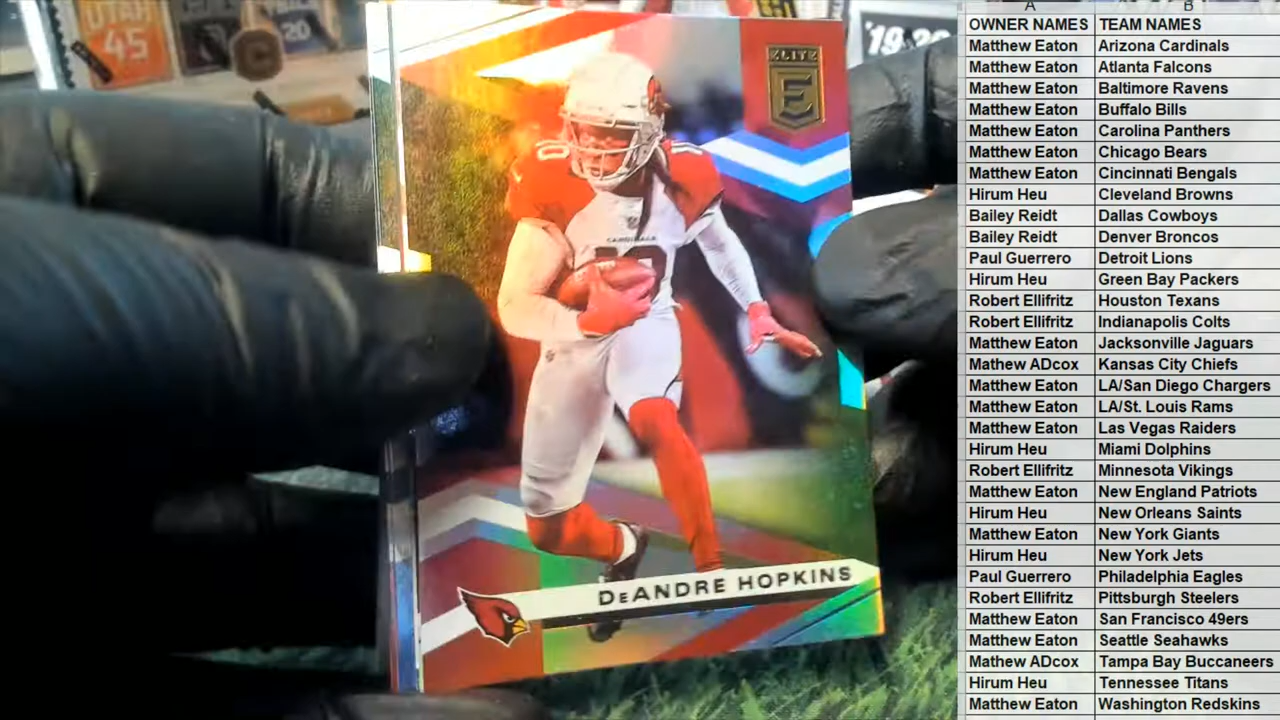 UTAH
45
20
'19-20
ELITE
E
10
CARDINALS
10
DEANDRE HOPKINS
A B
OWNER NAMES TEAM NAMES
Matthew Eaton Arizona Cardinals
Matthew Eaton Atlanta Falcons
Matthew Eaton Baltimore Ravens
Matthew Eaton Buffalo Bills
Matthew Eaton Carolina Panthers
Matthew Eaton Chicago Bears
Matthew Eaton Cincinnati Bengals
Hirum Heu Cleveland Browns
Bailey Reidt Dallas Cowboys
Bailey Reidt Denver Broncos
Paul Guerrero Detroit Lions
Hirum Heu Green Bay Packers
Robert Ellifritz Houston Texans
Robert Ellifritz Indianapolis Colts
Matthew Eaton Jacksonville Jaguars
Mathew ADcox Kansas City Chiefs
Matthew Eaton LA/San Diego Chargers
Matthew Eaton LA/St. Louis Rams
Matthew Eaton Las Vegas Raiders
Hirum Heu Miami Dolphins
Robert Ellifritz Minnesota Vikings
Matthew Eaton New England Patriots
Hirum Heu New Orleans Saints
Matthew Eaton New York Giants
Hirum Heu New York Jets
Paul Guerrero Philadelphia Eagles
Robert Ellifritz Pittsburgh Steelers
Matthew Eaton San Francisco 49ers
Matthew Eaton Seattle Seahawks
Mathew ADcox Tampa Bay Buccaneers
Hirum Heu Tennessee Titans
Matthew Eaton Washington Redskins